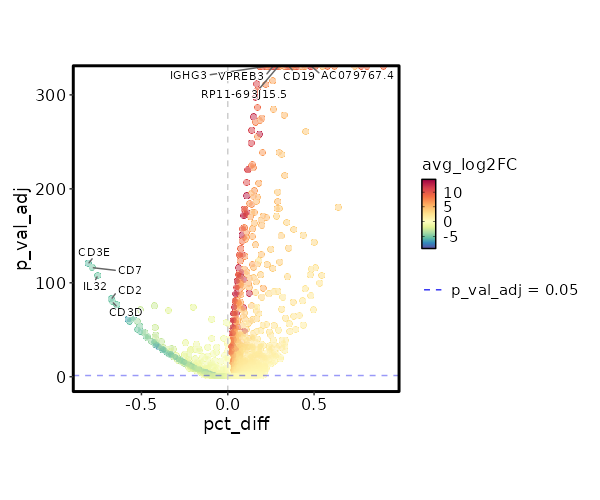 IGHG3 VPREB3 CD19 AC079767.4
RP11-693J15.5
CD3E
CD7
IL32
CD2
CD3D
300
200
100
0
p_val_adj
-0.5 0.0 0.5
pct_diff
avg_log2FC
10
5
0
-5
p_val_adj = 0.05